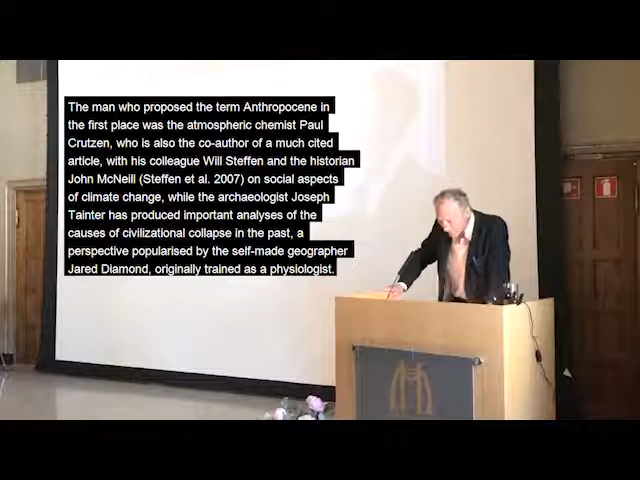 The man who proposed the term Anthropocene in
the first place was the atmospheric chemist Paul
Crutzen, who is also the co-author of a much cited
article, with his colleague Will Steffen and the historian
John McNeill (Steffen et al. 2007) on social aspects
of climate change, while the archaeologist Joseph
Tainter has produced important analyses of the
causes of civilizational collapse in the past, a
perspective popularised by the self-made geographer
Jared Diamond, originally trained as a physiologist.